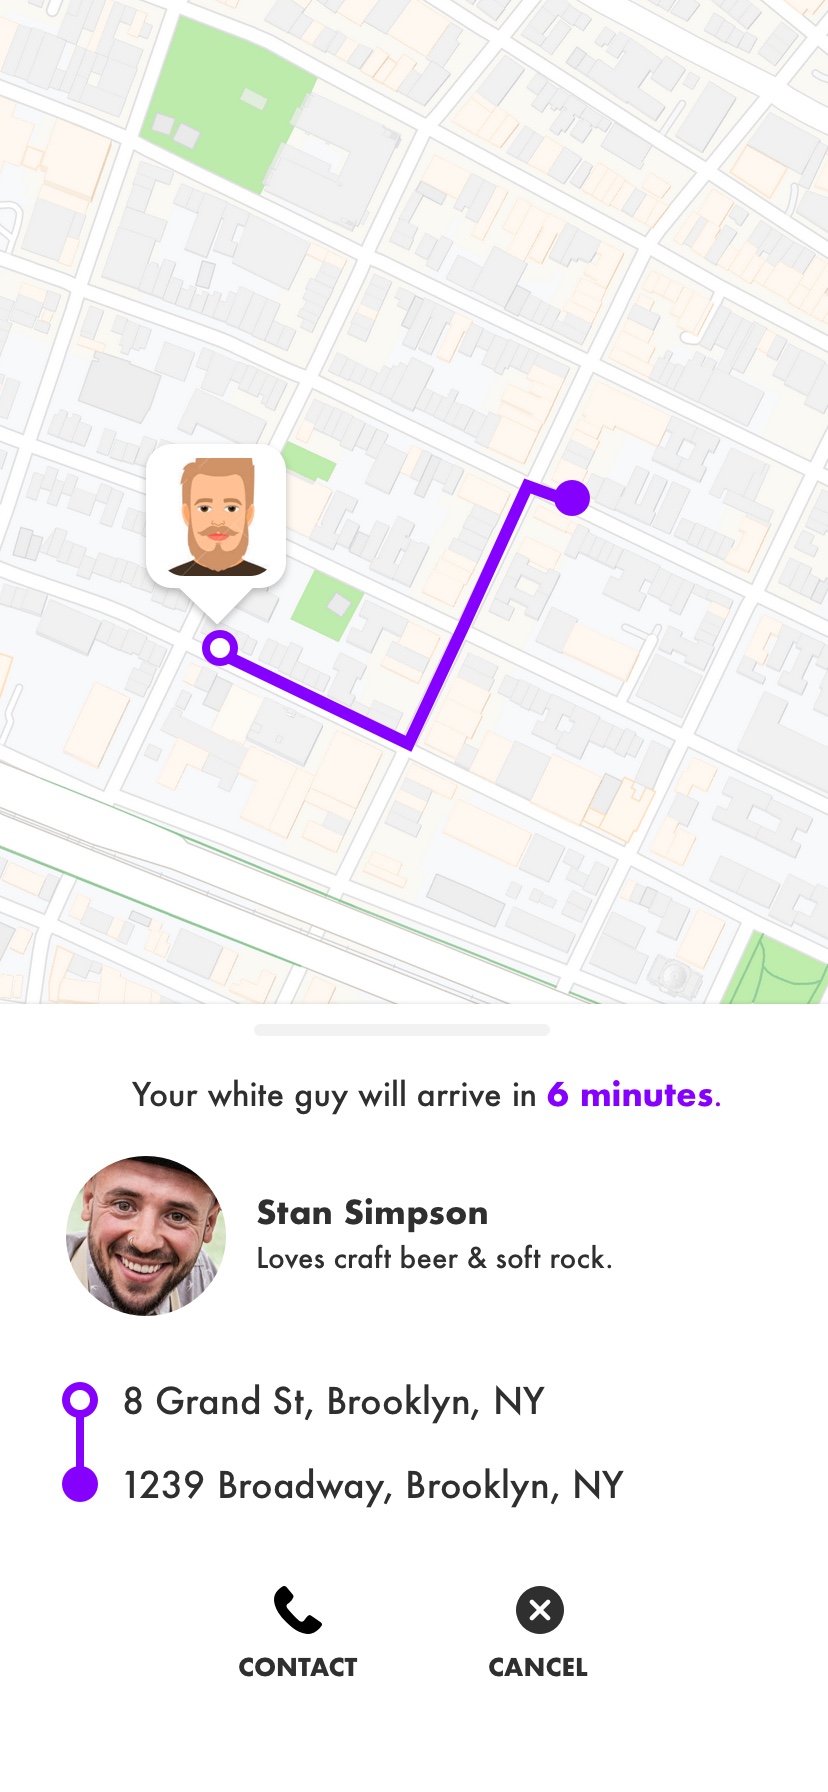 Your white guy will arrive in 6 minutes.
Stan Simpson
Loves craft beer & soft rock.
8 Grand St, Brooklyn, NY
1239 Broadway, Brooklyn, NY
CONTACT
CANCEL